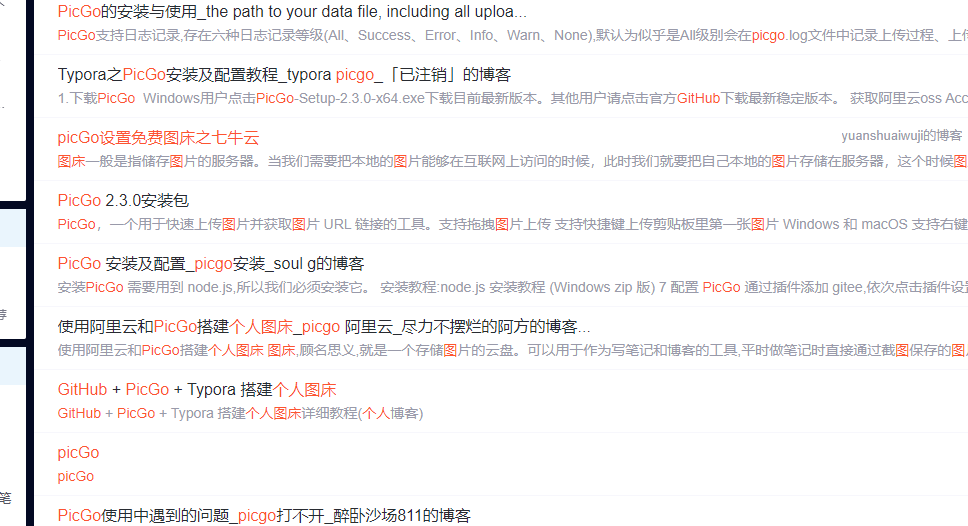 PicGo的安装与使用_the path to your data file, including all uploa...
PicGo支持日志记录,存在六种日志记录等级(All、Success、Error、Info、Warn、None),默认为似乎是All级别会在picgo.log文件中记录上传过程、上传
Typora之PicGo安装及配置教程_typora picgo_「已注销」的博客
1.下载PicGo Windows用户点击PicGo-Setup-2.3.0-x64.exe下载目前最新版本。其他用户请点击官方GitHub下载最新稳定版本。 获取阿里云oss Acc
picGo设置免费图床之七牛云
yuanshuaiwuji的博客
图床一般是指储存图片的服务器。当我们需要把本地的图片能够在互联网上访问的时候，此时我们就要把自己本地的图片存储在服务器，这个时候图
PicGo 2.3.0安装包
PicGo，一个用于快速上传图片并获取图片 URL 链接的工具。支持拖拽图片上传 支持快捷键上传剪贴板里第一张图片 Windows 和 macOS 支持右键
PicGo 安装及配置_picgo安装_soul g的博客
安装PicGo 需要用到 node.js,所以我们必须安装它。 安装教程:node.js 安装教程 (Windows zip 版) 7 配置 PicGo 通过插件添加 gitee,依次点击插件设
使用阿里云和PicGo搭建个人图床_picgo 阿里云_尽力不摆烂的阿方的博客...
使用阿里云和PicGo搭建个人图床 图床,顾名思义,就是一个存储图片的云盘。可以用于作为写笔记和博客的工具,平时做笔记时直接通过截图保存的图
GitHub + PicGo + Typora 搭建个人图床
GitHub + PicGo + Typora 搭建个人图床详细教程(个人博客)
荐
picGo
picGo
笔
PicGo使用中遇到的问题_picgo打不开_醉卧沙场811的博客